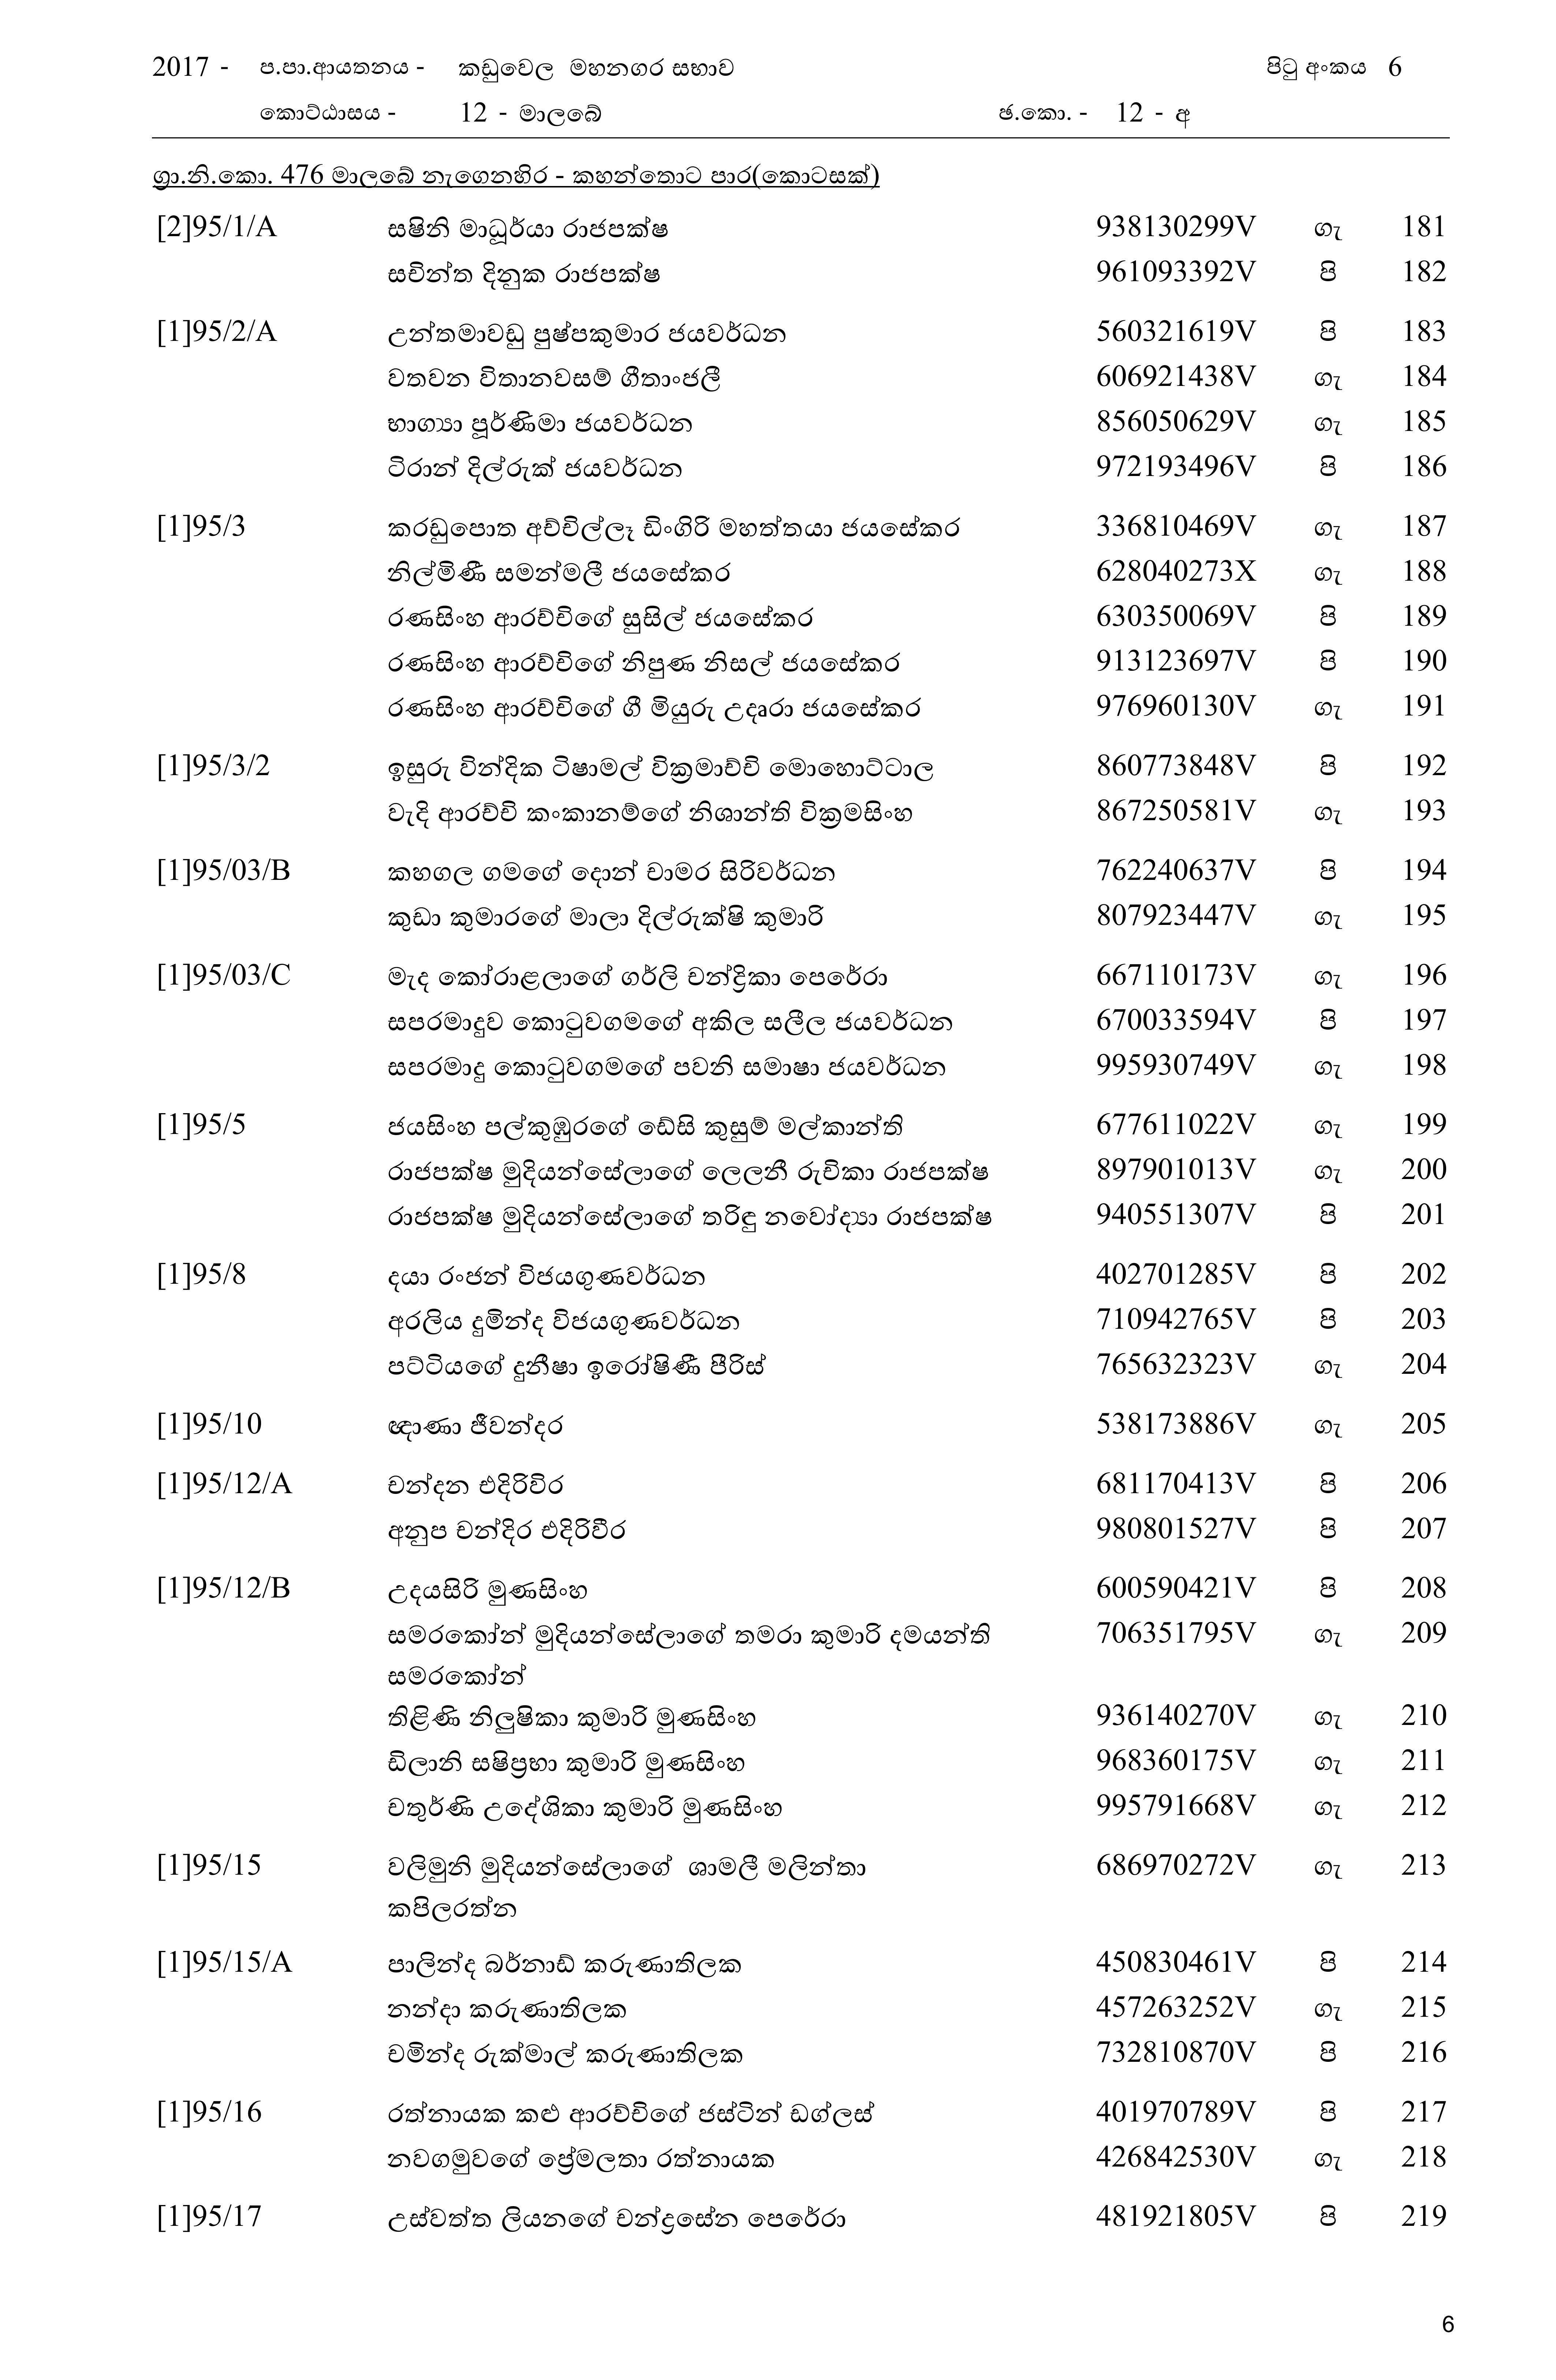 2017 - ප.පා.ආයතනය - කඩුවෙල මහනගර සභාව පිටු අංකය 6
කොට්ඨාසය - 12 - මාලබේ ඡ.කො. - 12 - අ
ග්‍රා.නි.කො. 476 මාලබේ නැගෙනහිර - කහන්තොට පාර(කොටසක්)
[2]95/1/A සෂිනි මාධූර්යා රාජපක්ෂ 938130299V ගැ 181
සචින්ත දිනුක රාජපක්ෂ 961093392V පි 182
[1]95/2/A උන්තමාවඩු පුෂ්පකුමාර ජයවර්ධන 560321619V පි 183
වතවන විතානවසම් ගීතාංජලී 606921438V ගැ 184
භාග්‍යා පූර්ණිමා ජයවර්ධන 856050629V ගැ 185
ටිරාන් දිල්රුක් ජයවර්ධන 972193496V පි 186
[1]95/3 කරඩුපොත අච්චිල්ලෑ ඩිංගිරි මහත්තයා ජයසේකර 336810469V ගැ 187
නිල්මිණී සමන්මලී ජයසේකර 628040273X ගැ 188
රණසිංහ ආරච්චිගේ සුසිල් ජයසේකර 630350069V පි 189
රණසිංහ ආරච්චිගේ නිපුණ නිසල් ජයසේකර 913123697V පි 190
රණසිංහ ආරච්චිගේ ගී මියුරු උදෘරා ජයසේකර 976960130V ගැ 191
[1]95/3/2 ඉසුරු වින්දික ටිෂාමල් වික්‍රමාච්චි මොහොට්ටාල 860773848V පි 192
වැදි ආරච්චි කංකානම්ගේ නිශාන්ති වික්‍රමසිංහ 867250581V ගැ 193
[1]95/03/B කහගල ගමගේ දොන් චාමර සිරිවර්ධන 762240637V පි 194
කුඩා කුමාරගේ මාලා දිල්රුක්ෂි කුමාරි 807923447V ගැ 195
[1]95/03/C මැද කෝරාළලාගේ ගර්ලි චන්ද්‍රිකා පෙරේරා 667110173V ගැ 196
සපරමාදුව කොටුවගමගේ අකිල සලීල ජයවර්ධන 670033594V පි 197
සපරමාදු කොටුවගමගේ පවනි සමාෂා ජයවර්ධන 995930749V ගැ 198
[1]95/5 ජයසිංහ පල්කුඹුරගේ ඩේසි කුසුම් මල්කාන්ති 677611022V ගැ 199
රාජපක්ෂ මුදියන්සේලාගේ ලෙලනී රුචිකා රාජපක්ෂ 897901013V ගැ 200
රාජපක්ෂ මුදියන්සේලාගේ තරිඳු නවෝද්‍යා රාජපක්ෂ 940551307V පි 201
[1]95/8 දයා රංජන් විජයගුණවර්ධන 402701285V පි 202
අරලිය දුමින්ද විජයගුණවර්ධන 710942765V පි 203
පට්ටියගේ දුනීෂා ඉරෝෂිණී පීරිස් 765632323V ගැ 204
[1]95/10 ඥාණා ජීවන්දර 538173886V ගැ 205
[1]95/12/A චන්දන එදිරිවිර 681170413V පි 206
අනුප චන්දිර එදිරිවීර 980801527V පි 207
[1]95/12/B උදයසිරි මුණසිංහ 600590421V පි 208
සමරකෝන් මුදියන්සේලාගේ තමරා කුමාරි දමයන්ති 706351795V ගැ 209
සමරකෝන්
තිළිණි නිලුෂිකා කුමාරි මුණසිංහ 936140270V ගැ 210
ඩිලානි සෂිප්‍රභා කුමාරි මුණසිංහ 968360175V ගැ 211
චතුර්ණි උදේශිකා කුමාරි මුණසිංහ 995791668V ගැ 212
[1]95/15 වලිමුනි මුදියන්සේලාගේ ශාමලී මලින්තා 686970272V ගැ 213
කපිලරත්න
[1]95/15/A පාලින්ද බර්නාඩ් කරුණාතිලක 450830461V පි 214
නන්දා කරුණාතිලක 457263252V ගැ 215
චමින්ද රුක්මාල් කරුණාතිලක 732810870V පි 216
[1]95/16 රත්නායක කළු ආරච්චිගේ ජස්ටින් ඩග්ලස් 401970789V පි 217
නවගමුවගේ ප්‍රේමලතා රත්නායක 426842530V ගැ 218
[1]95/17 උස්වත්ත ලියනගේ චන්ද්‍රසේන පෙරේරා 481921805V පි 219
6